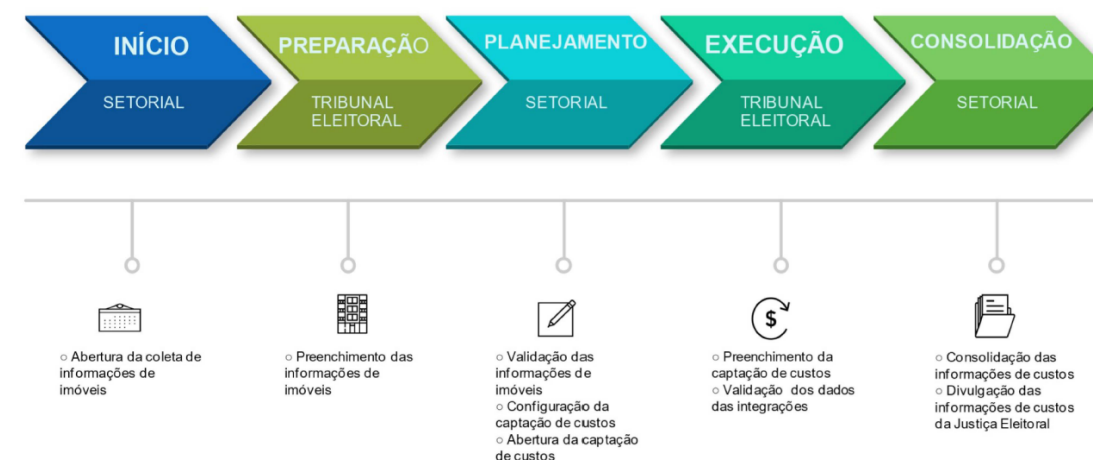 INÍCIO
SETORIAL
PREPARAÇÃO
TRIBUNAL
ELEITORAL
PLANEJAMENTO
SETORIAL
EXECUÇÃO
TRIBUNAL
ELEITORAL
CONSOLIDAÇÃO
SETORIAL
○ Abertura da coleta de
informações de
imóveis
○ Preenchimento das
informações de
imóveis
○ Validação das
informações de
imóveis
○ Configuração da
captação de custos
○ Abertura da captação
de custos
$
○ Preenchimento da
captação de custos
○ Validação dos dados
das integrações
○ Consolidação das
informações de custos
○ Divulgação das
informações de custos
da Justiça Eleitoral